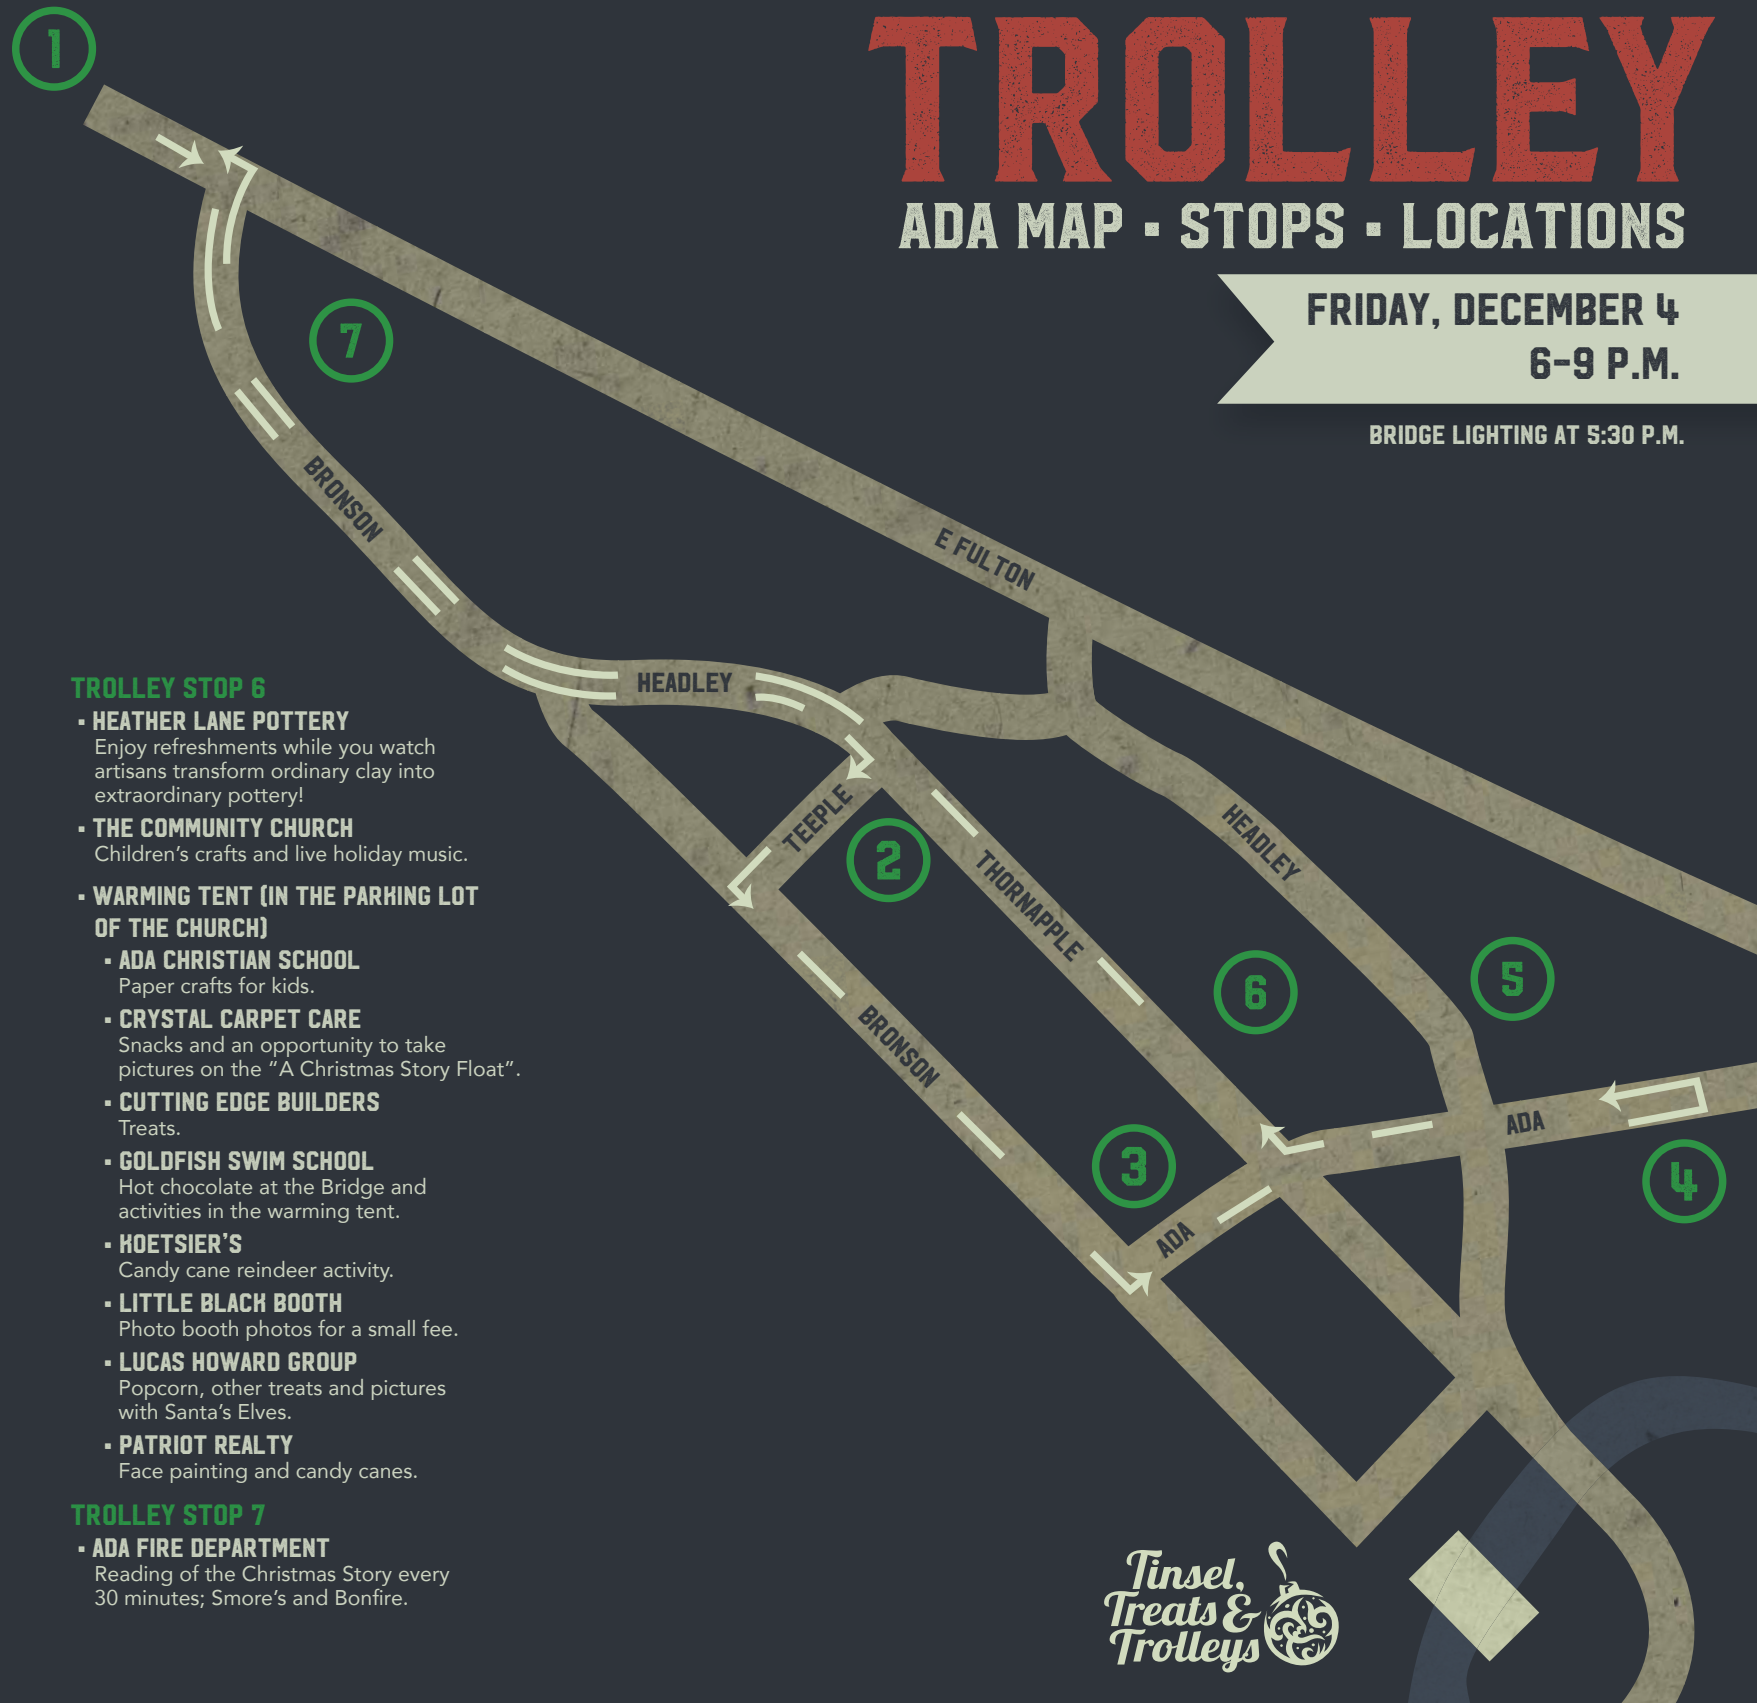 1
TROLLEY
ADA MAP ▪ STOPS ▪ LOCATIONS
FRIDAY, DECEMBER 4
6-9 P.M.
BRIDGE LIGHTING AT 5:30 P.M.
7
BRONSON
E FULTON
HEADLEY
TEEPLE
2
THORNAPPLE
HEADLEY
6
5
BRONSON
ADA
3
4
ADA
TROLLEY STOP 6
▪ HEATHER LANE POTTERY
Enjoy refreshments while you watch
artisans transform ordinary clay into
extraordinary pottery!
▪ THE COMMUNITY CHURCH
Children's crafts and live holiday music.
▪ WARMING TENT (IN THE PARKING LOT
OF THE CHURCH)
▪ ADA CHRISTIAN SCHOOL
Paper crafts for kids.
▪ CRYSTAL CARPET CARE
Snacks and an opportunity to take
pictures on the “A Christmas Story Float”.
▪ CUTTING EDGE BUILDERS
Treats.
▪ GOLDFISH SWIM SCHOOL
Hot chocolate at the Bridge and
activities in the warming tent.
▪ KOETSIER'S
Candy cane reindeer activity.
▪ LITTLE BLACK BOOTH
Photo booth photos for a small fee.
▪ LUCAS HOWARD GROUP
Popcorn, other treats and pictures
with Santa's Elves.
▪ PATRIOT REALTY
Face painting and candy canes.
TROLLEY STOP 7
▪ ADA FIRE DEPARTMENT
Reading of the Christmas Story every
30 minutes; Smore's and Bonfire.
Tinsel,
Treats &
Trolleys